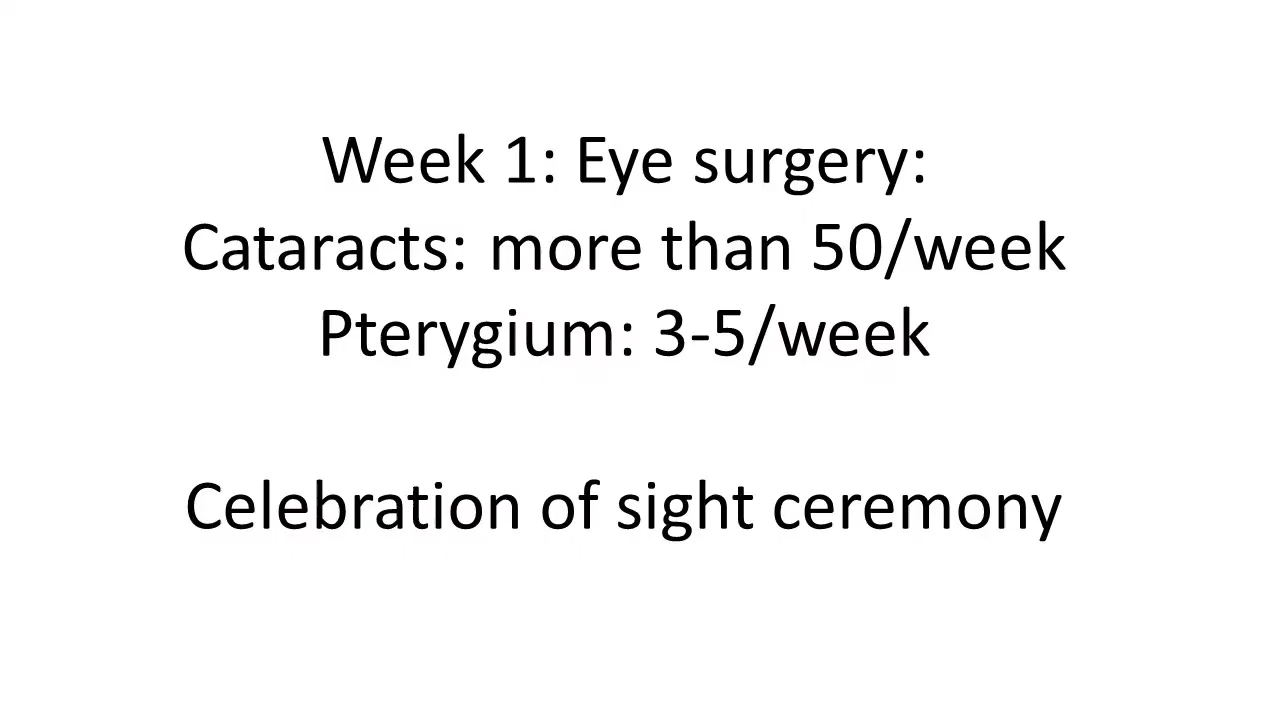 Week 1: Eye surgery:
Cataracts: more than 50/week
Pterygium: 3-5/week
Celebration of sight ceremony